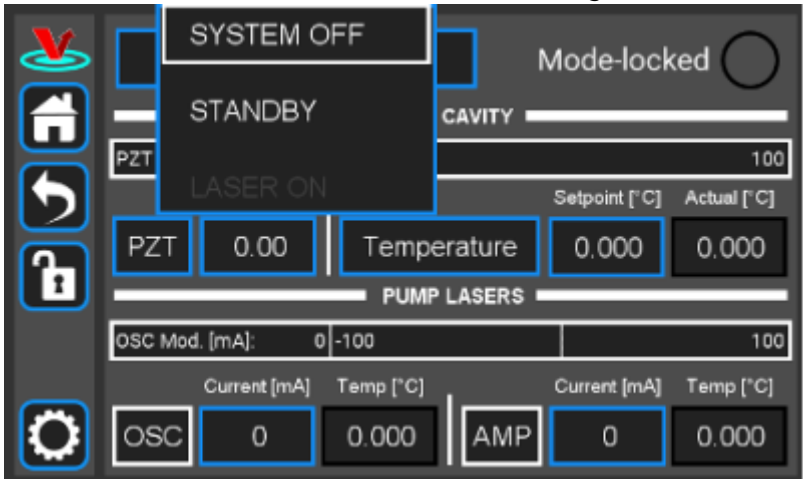 SYSTEM OFF
Mode-locked
STANDBY
CAVITY
PZT 100
LASER ON
Setpoint [°C] Actual [°C]
PZT 0.00 Temperature 0.000 0.000
PUMP LASERS
OSC Mod. [mA]: 0 -100 100
Current [mA] Temp [°C] Current [mA] Temp [°C]
OSC 0 0.000 AMP 0 0.000